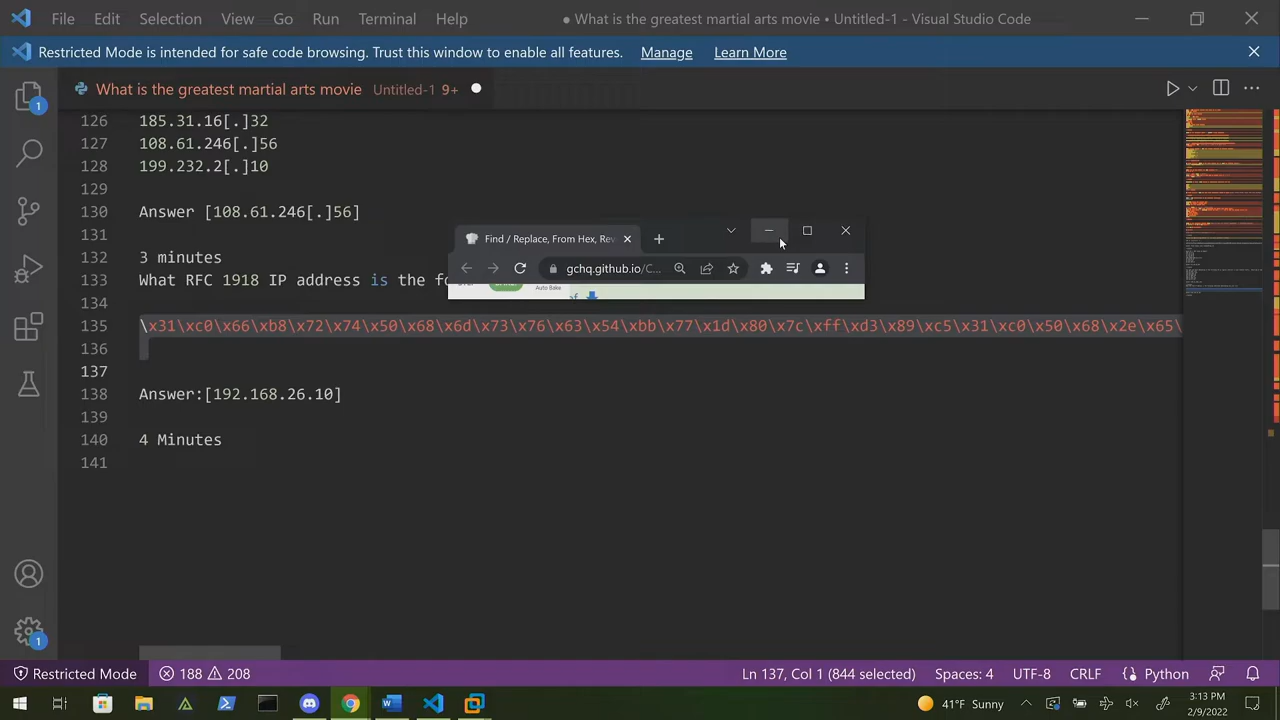 File Edit Selection View Go Run Terminal Help ● What is the greatest martial arts movie • Untitled-1 - Visual Studio Code
Restricted Mode is intended for safe code browsing. Trust this window to enable all features. Manage Learn More
1
What is the greatest martial arts movie Untitled-1 9+
126 185.31.16[.]32
127 108.61.246[.]56
128 199.232.2[.]10
129
130 Answer [108.61.246[.]56]
131
132 3 minutes
133 What RFC 1918 IP address is the fo
134
135 \x31\xc0\x66\xb8\x72\x74\x50\x68\x6d\x73\x76\x63\x54\xbb\x77\x1d\x80\x7c\xff\xd3\x89\xc5\x31\xc0\x50\x68\x2e\x65\
136
137
138 Answer:[192.168.26.10]
139
140 4 Minutes
141
Replace, From Hex, Rev
gchq.github.io/C...
Auto Bake
1
Restricted Mode 188 208 Ln 137, Col 1 (844 selected) Spaces: 4 UTF-8 CRLF Python
41°F Sunny 3:13 PM
2/9/2022